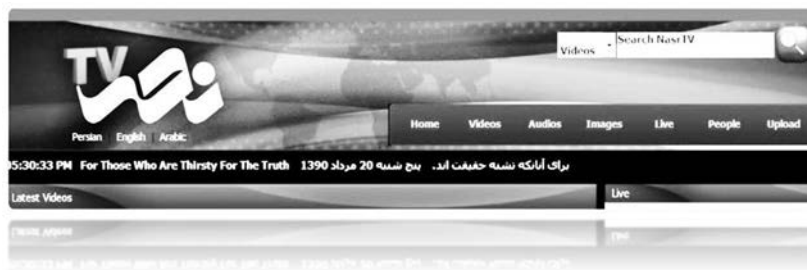 Videos
Search NasrTV
TV نصر
Persian | English | Arabic
Home Videos Audios Images Live People Upload
05:30:33 PM For Those Who Are Thirsty For The Truth برای آنانکه تشنه حقیقت اند. پنج شنبه 20 مرداد 1390
Latest Videos
Live